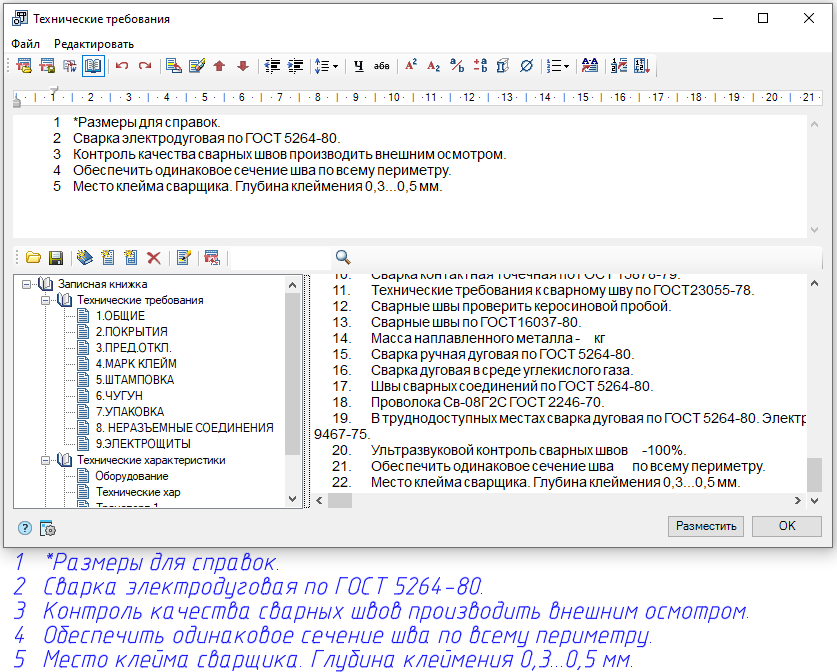 Технические требования
Файл Редактировать
1 2 3 4 5 6 7 8 9 10 11 12 13 14 15 16 17 18 19 20 21
1 *Размеры для справок.
2 Сварка электродуговая по ГОСТ 5264-80.
3 Контроль качества сварных швов производить внешним осмотром.
4 Обеспечить одинаковое сечение шва по всему периметру.
5 Место клейма сварщика. Глубина клеймения 0,3...0,5 мм.
Записная книжка
Технические требования
1.ОБЩИЕ
2.ПОКРЫТИЯ
3.ПРЕД.ОТКЛ.
4.МАРК КЛЕЙМ
5.ШТАМПОВКА
6.ЧУГУН
7.УПАКОВКА
8. НЕРАЗЪЕМНЫЕ СОЕДИНЕНИЯ
9.ЭЛЕКТРОЩИТЫ
Технические характеристики
Оборудование
Технические хар
Транспорт 1
10. Сварка контактная точечная по ГОСТ 15878-79.
11. Технические требования к сварному шву по ГОСТ23055-78.
12. Сварные швы проверить керосиновой пробой.
13. Сварные швы по ГОСТ16037-80.
14. Масса наплавленного металла - кг
15. Сварка ручная дуговая по ГОСТ 5264-80.
16. Сварка дуговая в среде углекислого газа.
17. Швы сварных соединений по ГОСТ 5264-80.
18. Проволока Св-08Г2С ГОСТ 2246-70.
19. В труднодоступных местах сварка дуговая по ГОСТ 5264-80. Электр
9467-75.
20. Ультразвуковой контроль сварных швов -100%.
21. Обеспечить одинаковое сечение шва по всему периметру.
22. Место клейма сварщика. Глубина клеймения 0,3...0,5 мм.
Разместить OK
1 *Размеры для справок.
2 Сварка электродуговая по ГОСТ 5264-80.
3 Контроль качества сварных швов производить внешним осмотром.
4 Обеспечить одинаковое сечение шва по всему периметру.
5 Место клейма сварщика. Глубина клеймения 0,3...0,5 мм.